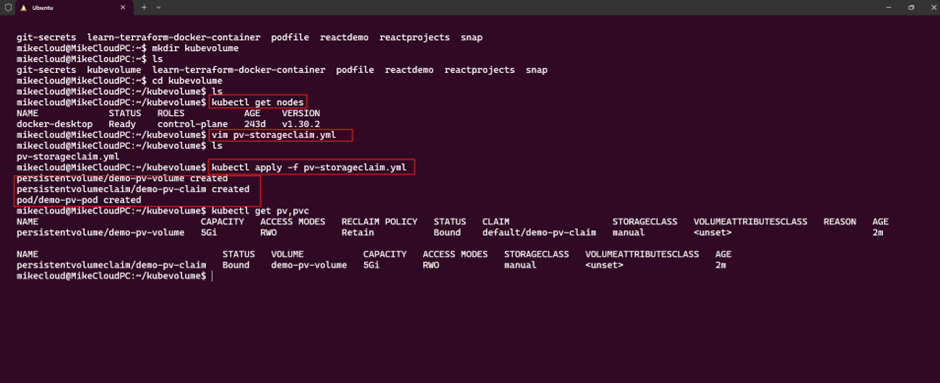 Ubuntu
git-secrets  learn-terraform-docker-container  podfile  reactdemo  reactprojects  snap
mikecloud@MikeCloudPC:~$ mkdir kubevolume
mikecloud@MikeCloudPC:~$ ls
git-secrets  kubevolume  learn-terraform-docker-container  podfile  reactdemo  reactprojects  snap
mikecloud@MikeCloudPC:~$ cd kubevolume
mikecloud@MikeCloudPC:~/kubevolume$ ls
mikecloud@MikeCloudPC:~/kubevolume$ kubectl get nodes
NAME             STATUS   ROLES           AGE    VERSION
docker-desktop   Ready    control-plane   243d   v1.30.2
mikecloud@MikeCloudPC:~/kubevolume$ vim pv-storageclaim.yml
mikecloud@MikeCloudPC:~/kubevolume$ ls
pv-storageclaim.yml
mikecloud@MikeCloudPC:~/kubevolume$ kubectl apply -f pv-storageclaim.yml
persistentvolume/demo-pv-volume created
persistentvolumeclaim/demo-pv-claim created
pod/demo-pv-pod created
mikecloud@MikeCloudPC:~/kubevolume$ kubectl get pv,pvc
NAME                              CAPACITY   ACCESS MODES   RECLAIM POLICY   STATUS   CLAIM                   STORAGECLASS   VOLUMEATTRIBUTESCLASS   REASON   AGE
persistentvolume/demo-pv-volume   5Gi        RWO            Retain           Bound    default/demo-pv-claim   manual         <unset>                          2m
NAME                                  STATUS   VOLUME           CAPACITY   ACCESS MODES   STORAGECLASS   VOLUMEATTRIBUTESCLASS   AGE
persistentvolumeclaim/demo-pv-claim   Bound    demo-pv-volume   5Gi        RWO            manual         <unset>                 2m
mikecloud@MikeCloudPC:~/kubevolume$